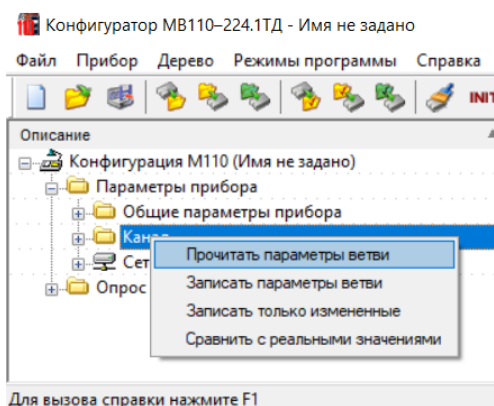 Конфигуратор МВ110–224.1ТД - Имя не задано
Файл Прибор Дерево Режимы программы Справка
INIT
Описание
Конфигурация М110 (Имя не задано)
Параметры прибора
Общие параметры прибора
Прочитать параметры ветви
Сет
Записать параметры ветви
Опрос
Записать только измененные
Сравнить с реальными значениями
Для вызова справки нажмите F1